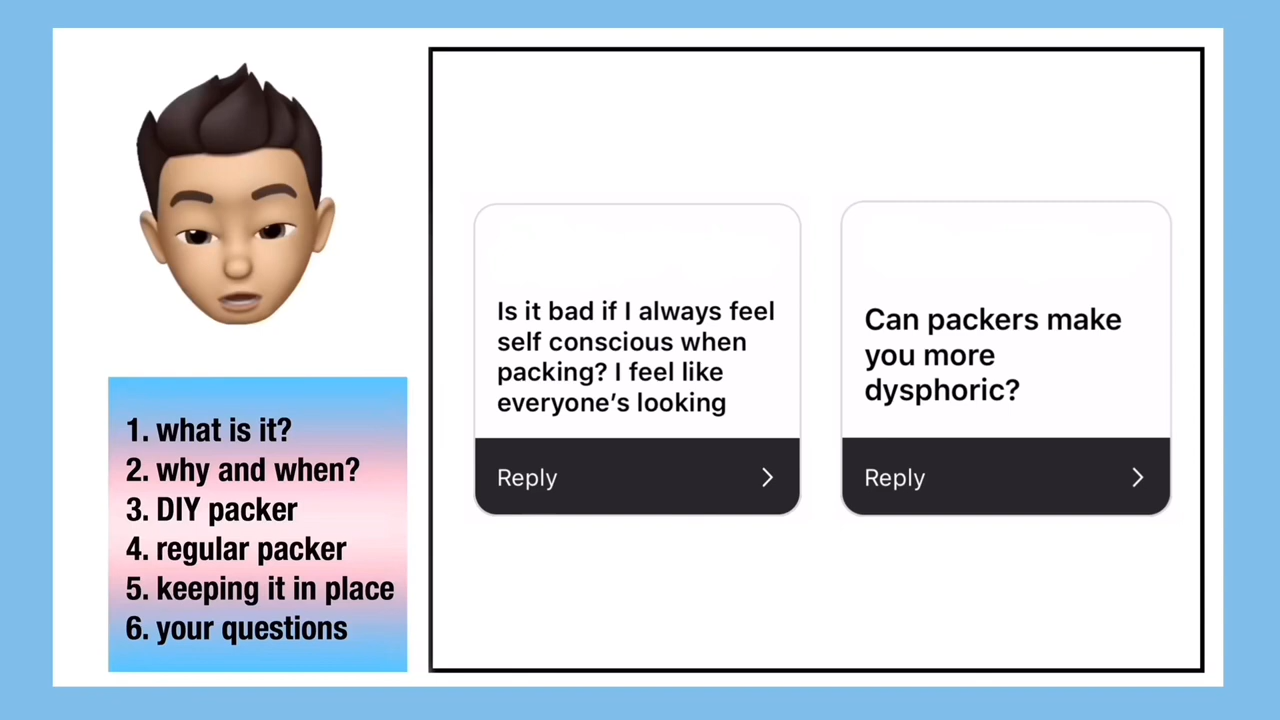 1. what is it?
2. why and when?
3. DIY packer
4. regular packer
5. keeping it in place
6. your questions
Is it bad if I always feel
self conscious when
packing? I feel like
everyone’s looking
Reply
Can packers make
you more
dysphoric?
Reply